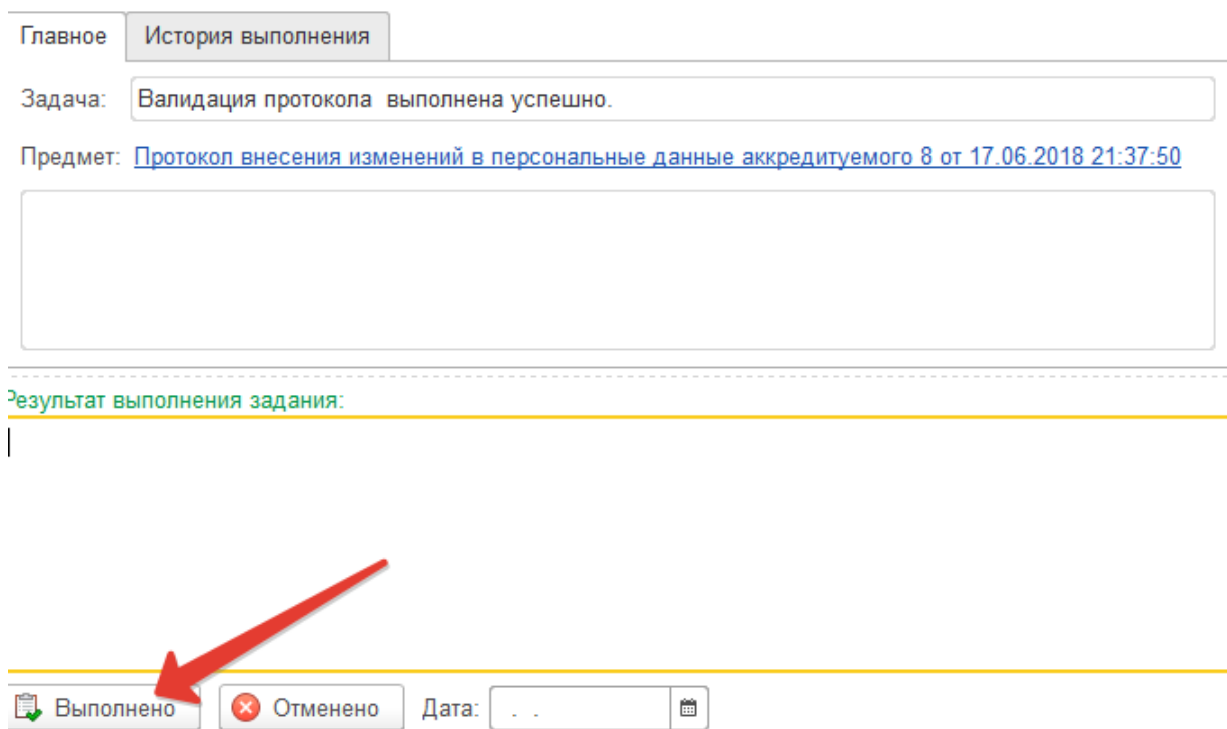 Главное История выполнения
Задача: Валидация протокола выполнена успешно.
Предмет: Протокол внесения изменений в персональные данные аккредитуемого 8 от 17.06.2018 21:37:50
Результат выполнения задания:
Выполнено Отменено Дата: . .